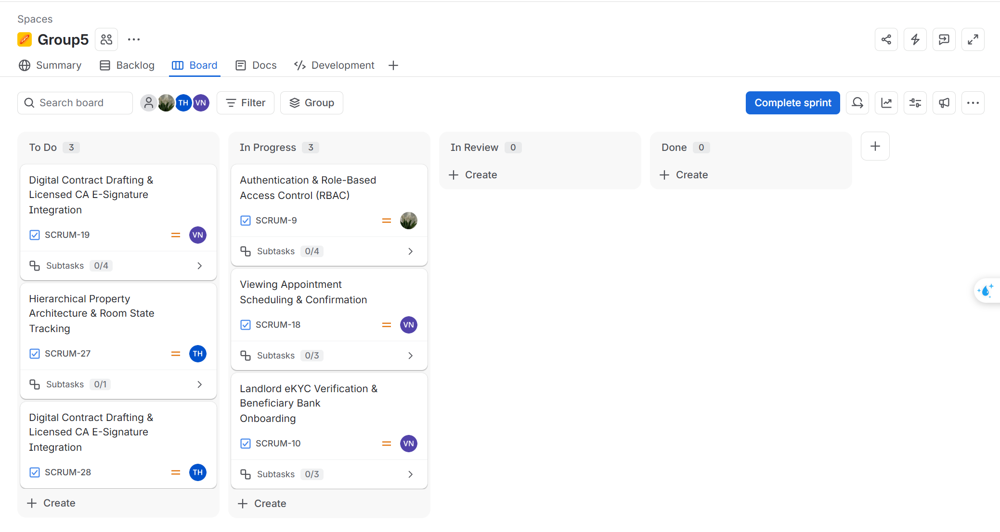 Spaces
Group5
Summary
Backlog
Board
Docs
Development
Search board
TH
VN
Filter
Group
Complete sprint
To Do 3
Digital Contract Drafting &
Licensed CA E-Signature
Integration
SCRUM-19
VN
Subtasks 0/4
Hierarchical Property
Architecture & Room State
Tracking
SCRUM-27
TH
Subtasks 0/1
Digital Contract Drafting &
Licensed CA E-Signature
Integration
SCRUM-28
TH
Create
In Progress 3
Authentication & Role-Based
Access Control (RBAC)
SCRUM-9
Subtasks 0/4
Viewing Appointment
Scheduling & Confirmation
SCRUM-18
VN
Subtasks 0/3
Landlord eKYC Verification &
Beneficiary Bank
Onboarding
SCRUM-10
VN
Subtasks 0/3
Create
In Review 0
Create
Done 0
Create